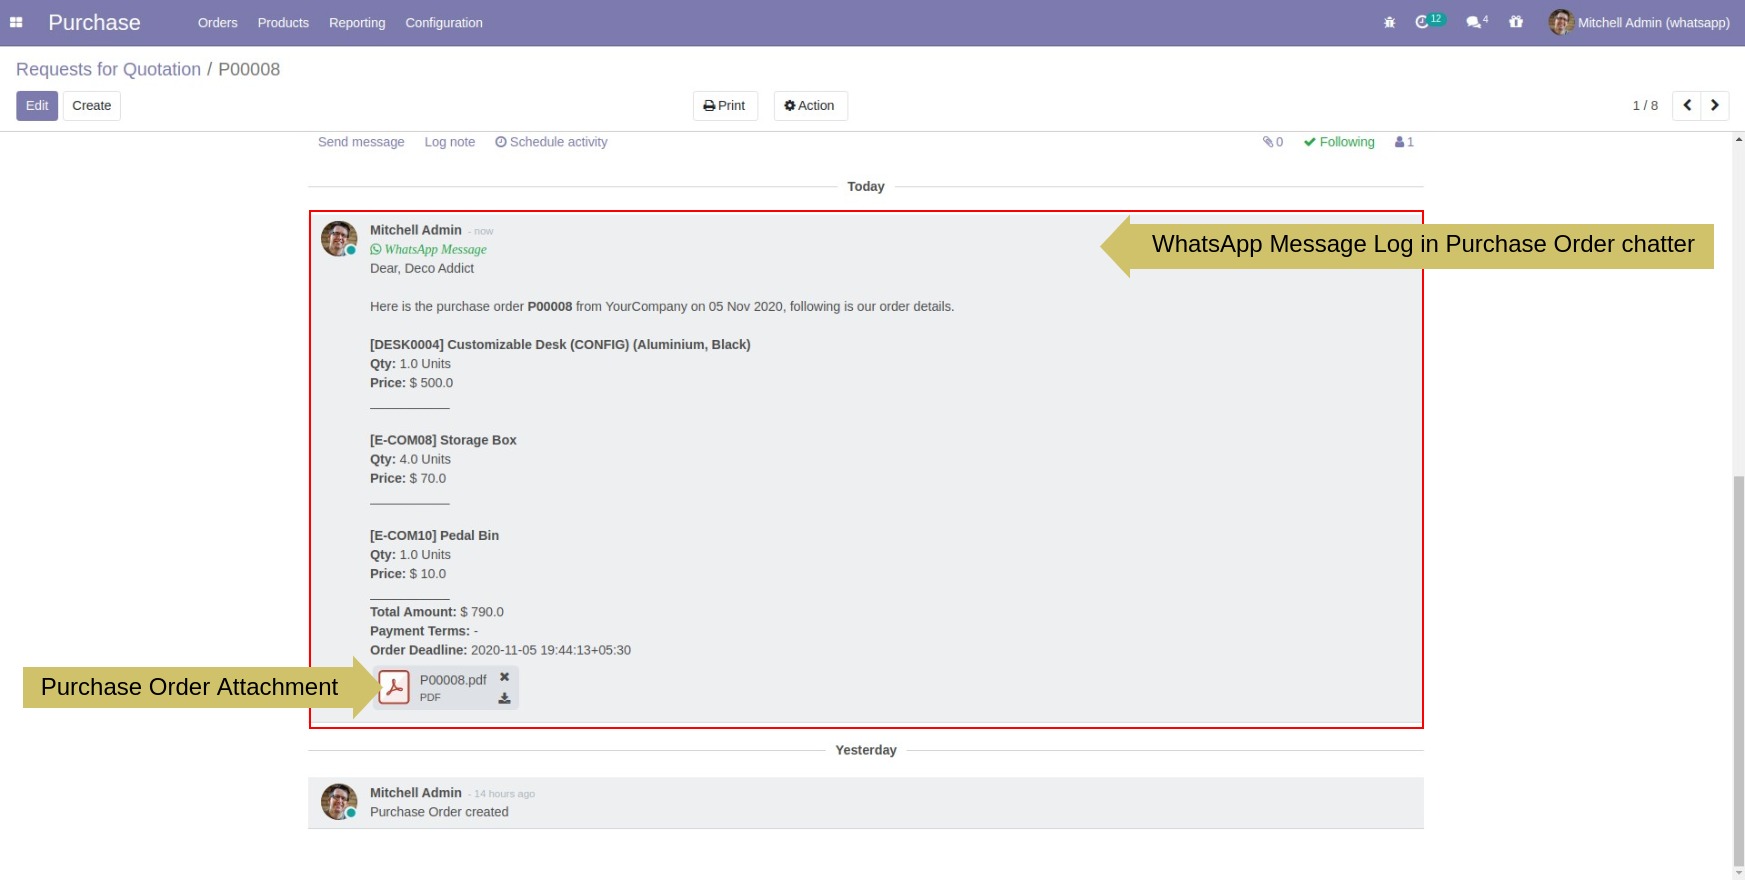 Purchase Orders Products Reporting Configuration 12 4 Mitchell Admin (whatsapp)
Requests for Quotation / P00008
Edit Create Print Action 1 / 8
Send message Log note Schedule activity 0 Following 1
Today
Mitchell Admin - now
WhatsApp Message
WhatsApp Message Log in Purchase Order chatter
Dear, Deco Addict
Here is the purchase order P00008 from YourCompany on 05 Nov 2020, following is our order details.
[DESK0004] Customizable Desk (CONFIG) (Aluminium, Black)
Qty: 1.0 Units
Price: $ 500.0
___________
[E-COM08] Storage Box
Qty: 4.0 Units
Price: $ 70.0
___________
[E-COM10] Pedal Bin
Qty: 1.0 Units
Price: $ 10.0
___________
Total Amount: $ 790.0
Payment Terms: -
Order Deadline: 2020-11-05 19:44:13+05:30
Purchase Order Attachment
P00008.pdf
PDF
Yesterday
Mitchell Admin - 14 hours ago
Purchase Order created